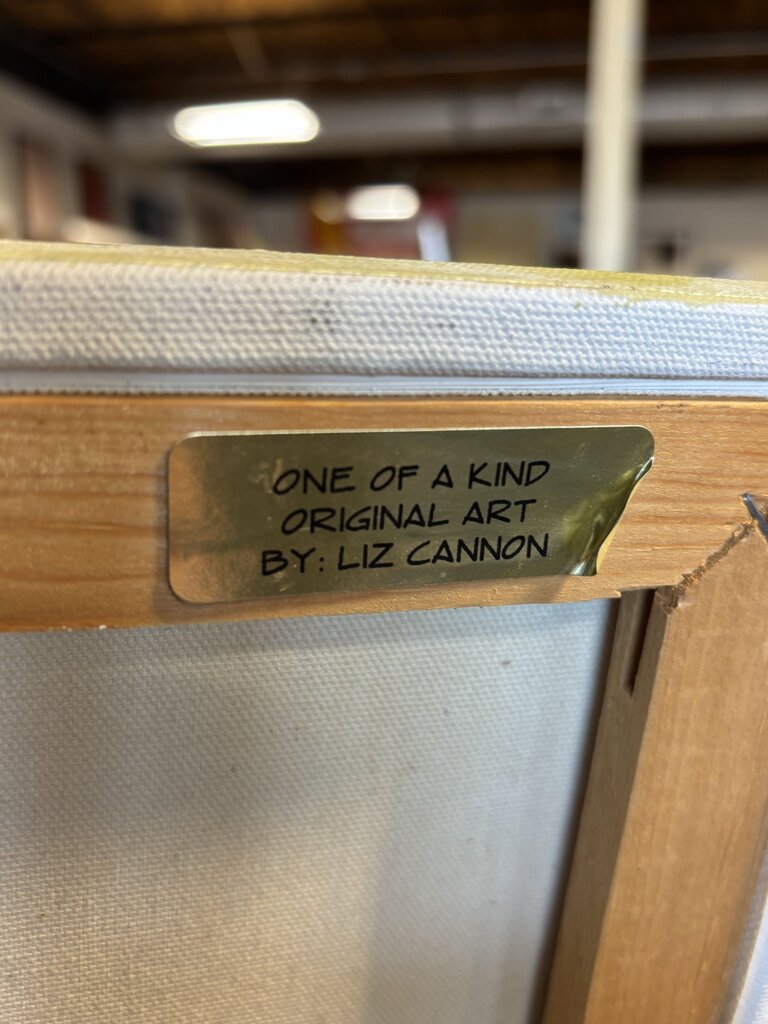 ONE OF A KIND
ORIGINAL ART
BY: LIZ CANNON